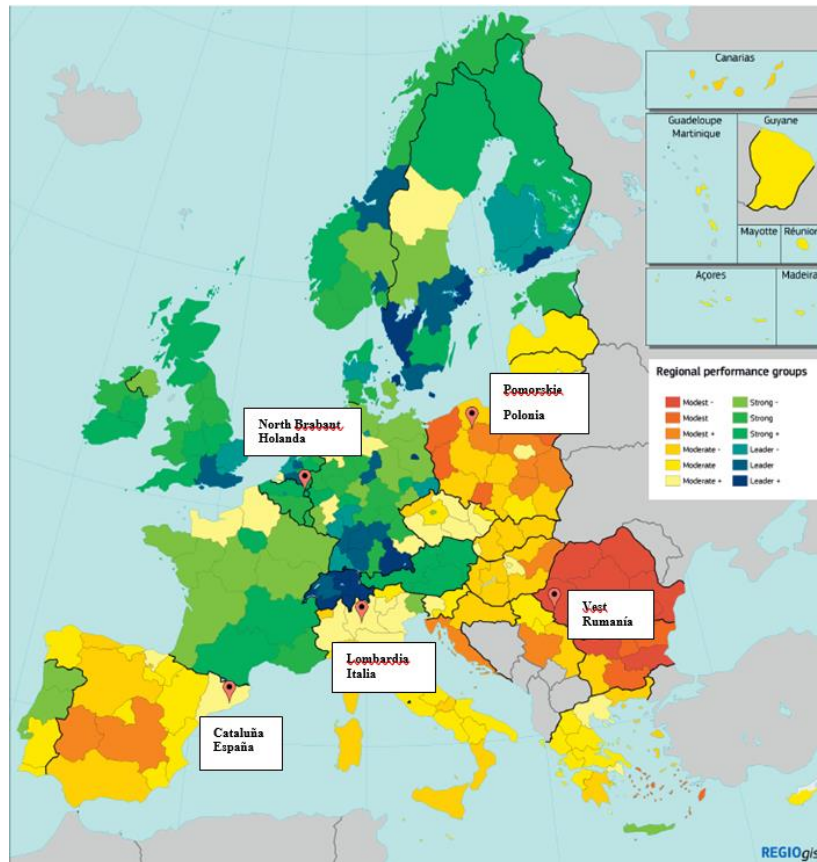 Canarias
Guadeloupe
Martinique
Guyane
Mayotte
Réunion
Açores
Madeira
Regional performance groups
Modest -
Modest
Modest +
Moderate -
Moderate
Moderate +
Strong -
Strong
Strong +
Leader -
Leader
Leader +
Pomorskie
Polonia
North Brabant
Holanda
Vest
Rumanía
Lombardia
Italia
Cataluña
España
REGIOgis